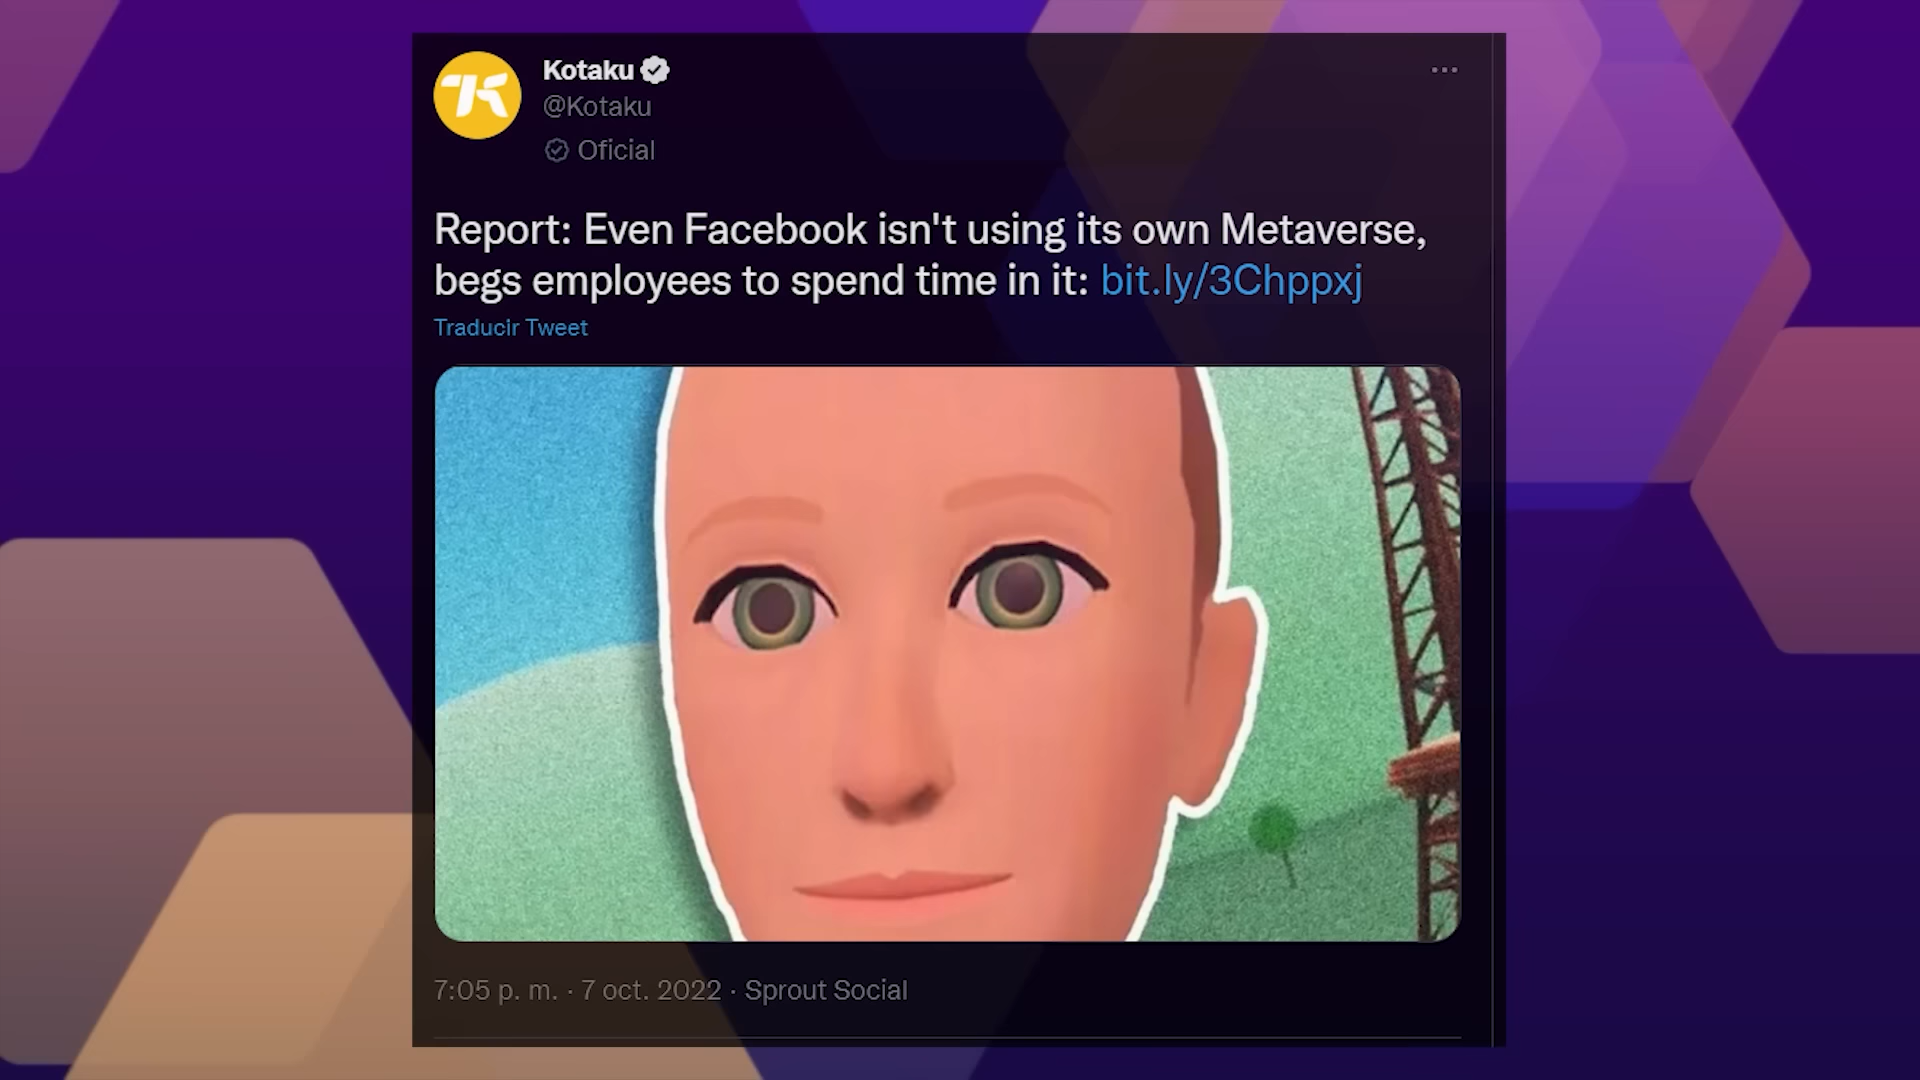 Kotaku
@Kotaku
Oficial
Report: Even Facebook isn't using its own Metaverse,
begs employees to spend time in it: bit.ly/3Chppxj
Traducir Tweet
7:05 p. m. · 7 oct. 2022 · Sprout Social